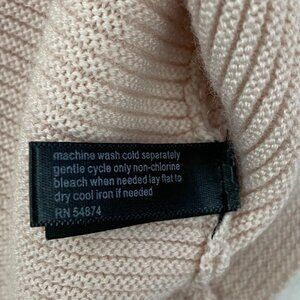 machine wash cold separately
gentle cycle only non-chlorine
bleach when needed lay flat to
dry cool iron if needed
RN 54874